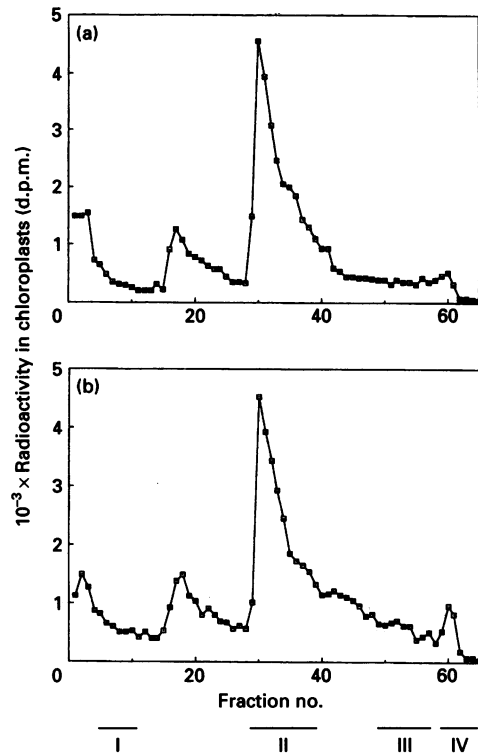 5
(a)
4
3
2
1
0
20
40
60
10⁻³ × Radioactivity in chloroplasts (d.p.m.)
5
(b)
4
3
2
1
0
20
40
60
Fraction no.
I
II
III
IV